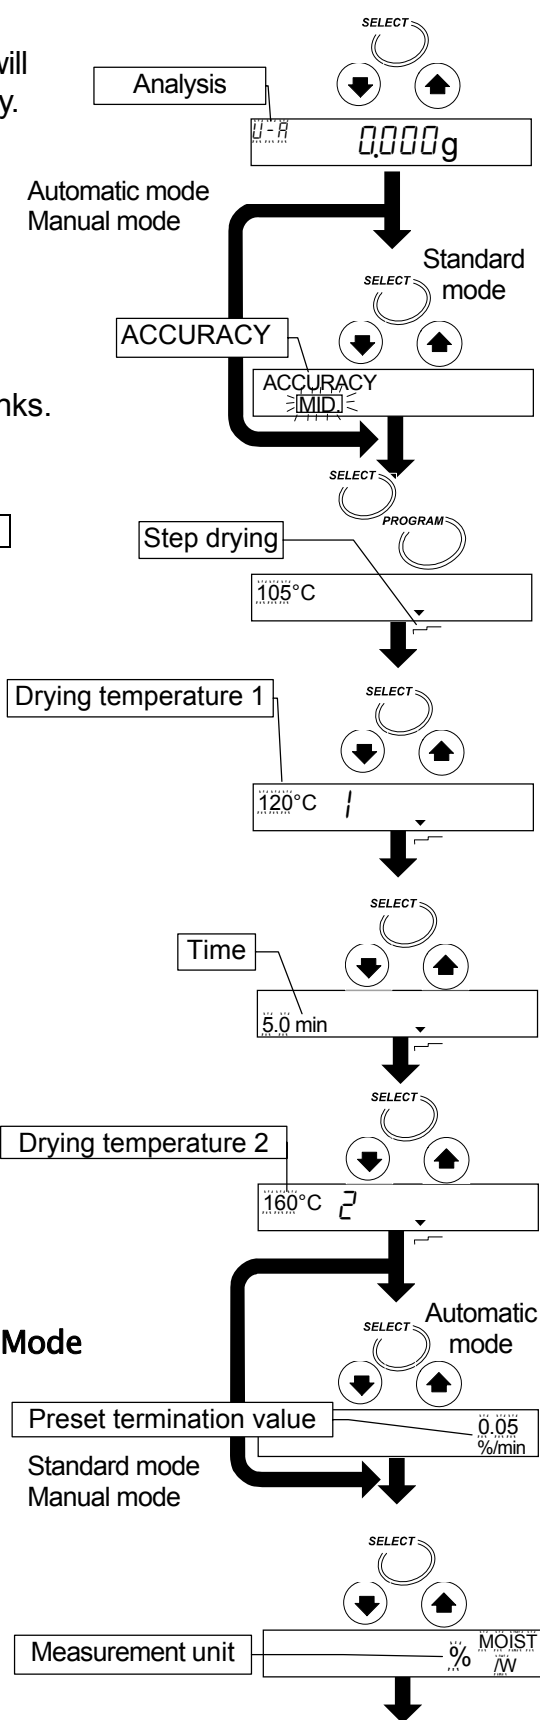 SELECT
will
Analysis
y.
U-A 0.000g
Automatic mode
Manual mode
Standard
mode
SELECT
ACCURACY
ACCURACY
MID.
nks.
SELECT
PROGRAM
Step drying
105°C
SELECT
Drying temperature 1
120°C 1
SELECT
Time
5.0 min
SELECT
Drying temperature 2
160°C 2
Automatic
mode
SELECT
Mode
Preset termination value
0.05
%/min
Standard mode
Manual mode
SELECT
Measurement unit
% MOIST
/W